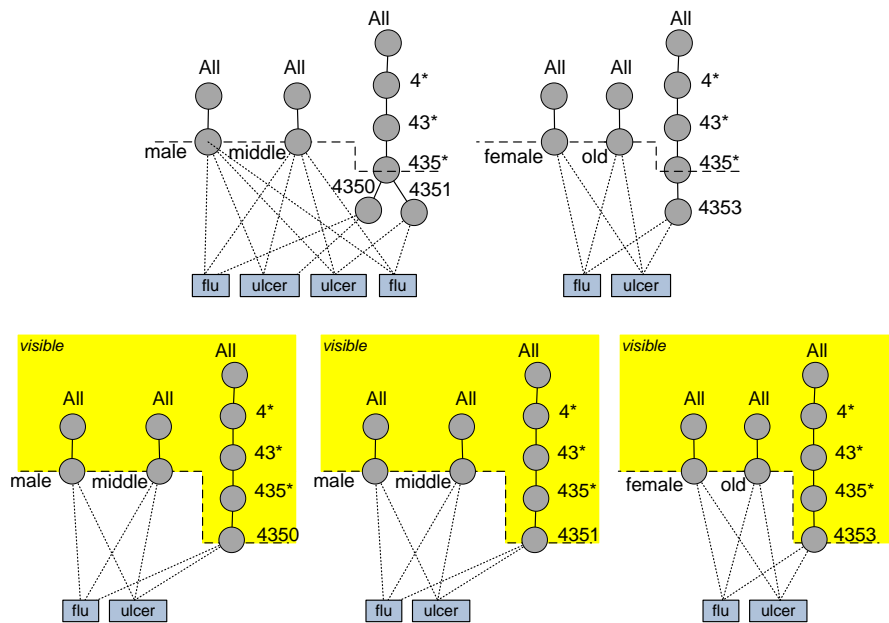 All
All
All
4*
43*
male
middle
435*
4350
4351
flu
ulcer
ulcer
flu
All
All
All
4*
43*
female
old
435*
4353
flu
ulcer
visible
All
All
All
4*
43*
male
middle
435*
4350
flu
ulcer
visible
All
All
All
4*
43*
male
middle
435*
4351
flu
ulcer
visible
All
All
All
4*
43*
female
old
435*
4353
flu
ulcer